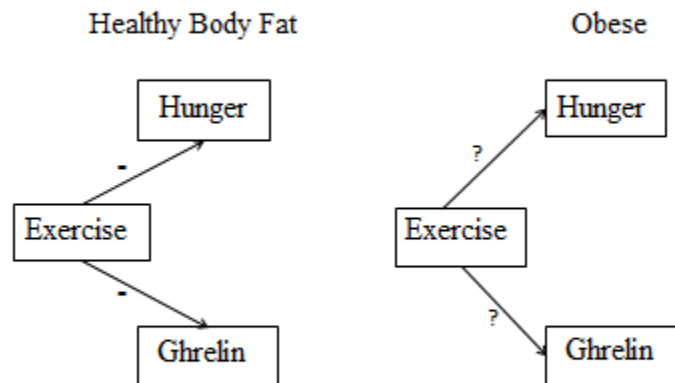 Healthy Body Fat
Obese
Hunger
Hunger
-
?
Exercise
Exercise
-
?
Ghrelin
Ghrelin